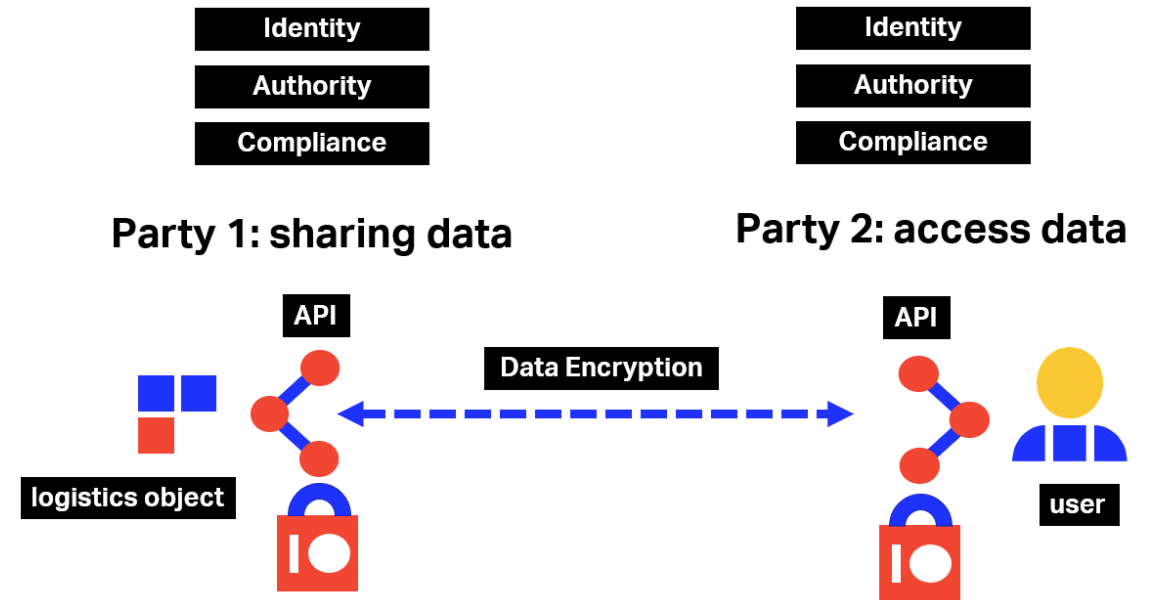 Identity
Authority
Compliance
Party 1: sharing data
API
logistics object
Data Encryption
Identity
Authority
Compliance
Party 2: access data
API
user